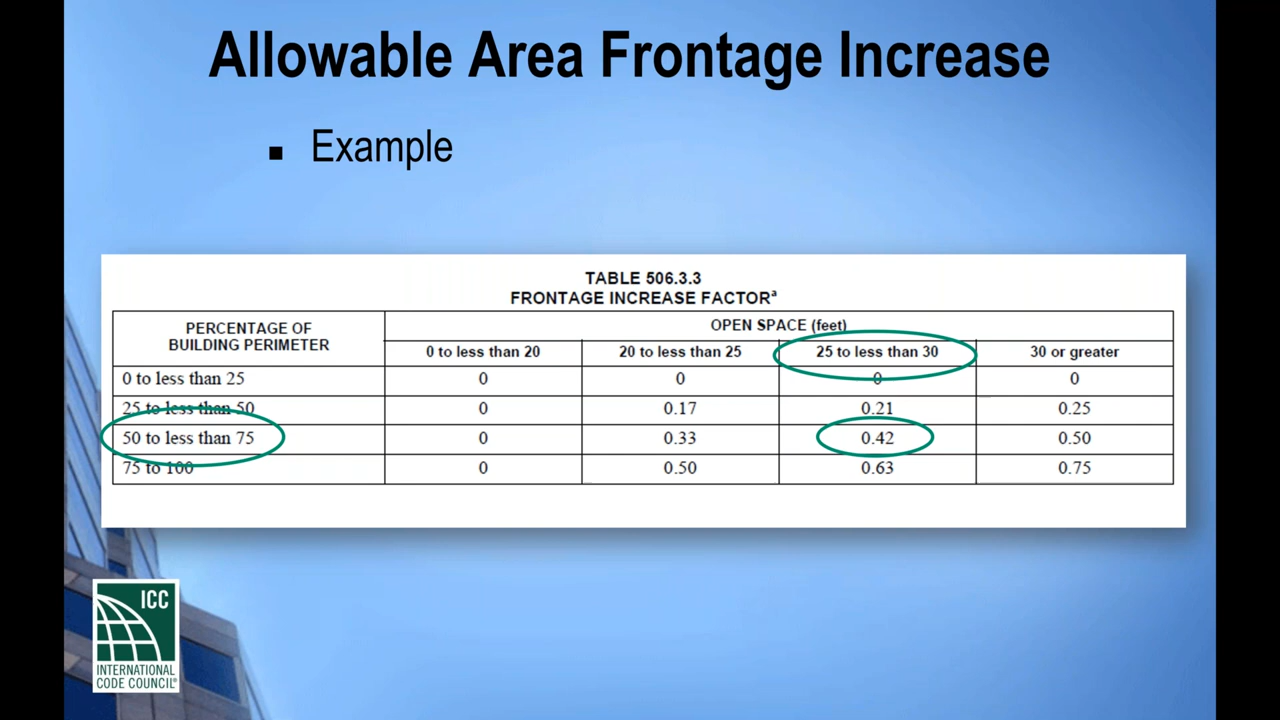 Allowable Area Frontage Increase
▪ Example
TABLE 506.3.3
FRONTAGE INCREASE FACTORª
PERCENTAGE OF
BUILDING PERIMETER
OPEN SPACE (feet)
0 to less than 20 20 to less than 25 25 to less than 30 30 or greater
0 to less than 25 0 0 0 0
25 to less than 50 0 0.17 0.21 0.25
50 to less than 75 0 0.33 0.42 0.50
75 to 100 0 0.50 0.63 0.75
ICC
INTERNATIONAL
CODE COUNCIL®